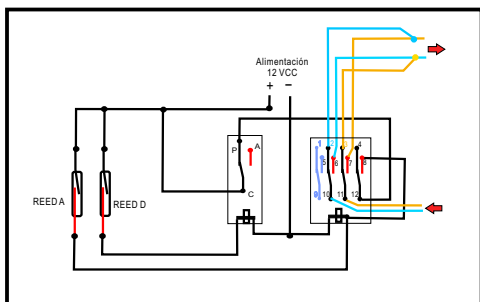 Alimentación
12 VCC
+ −
P A
C
REED A
REED D
1 2 3 4
5 6 7 8
9 10 11 12